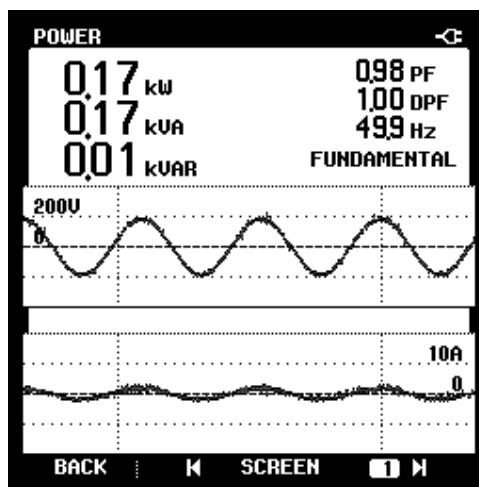 POWER
0.17 kW
0.98 PF
0.17 kVA
1.00 DPF
0.01 kVAR
49.9 Hz
FUNDAMENTAL
200V
0
10A
0
BACK SCREEN 1